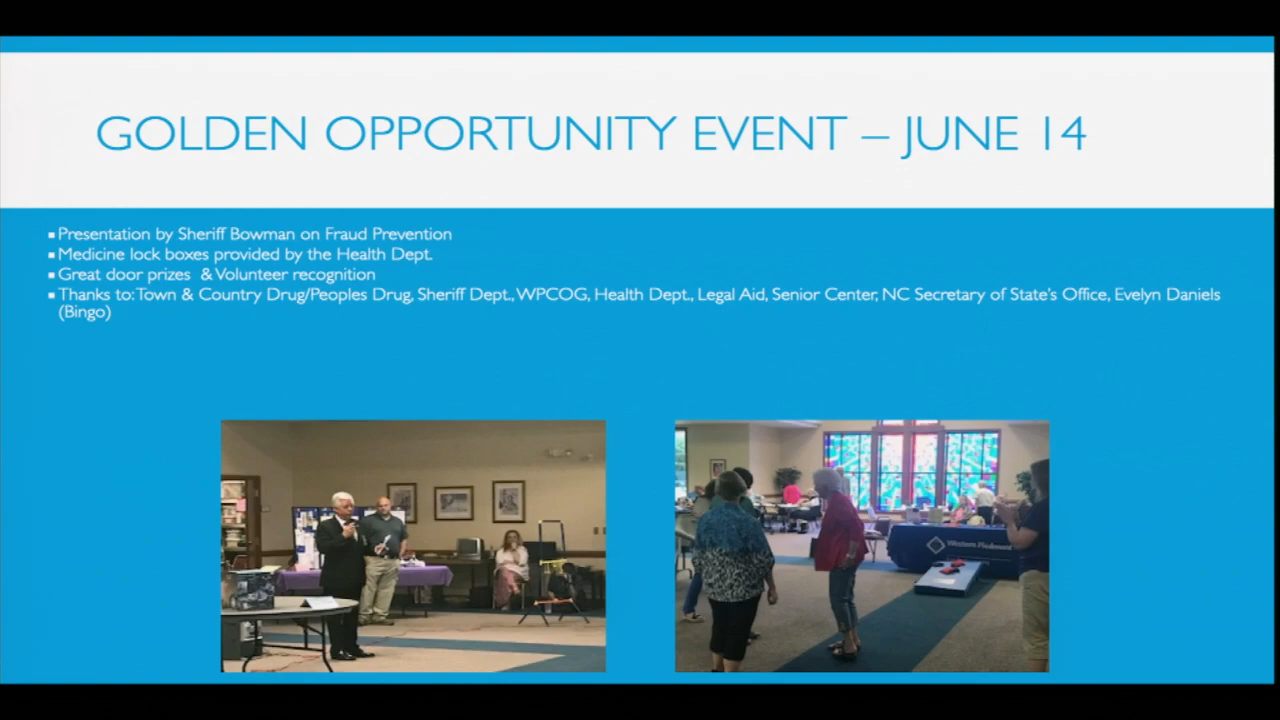 GOLDEN OPPORTUNITY EVENT – JUNE 14
▪ Presentation by Sheriff Bowman on Fraud Prevention
▪ Medicine lock boxes provided by the Health Dept.
▪ Great door prizes & Volunteer recognition
▪ Thanks to: Town & Country Drug/Peoples Drug, Sheriff Dept., WPCOG, Health Dept., Legal Aid, Senior Center, NC Secretary of State's Office, Evelyn Daniels
(Bingo)
Western Piedmont